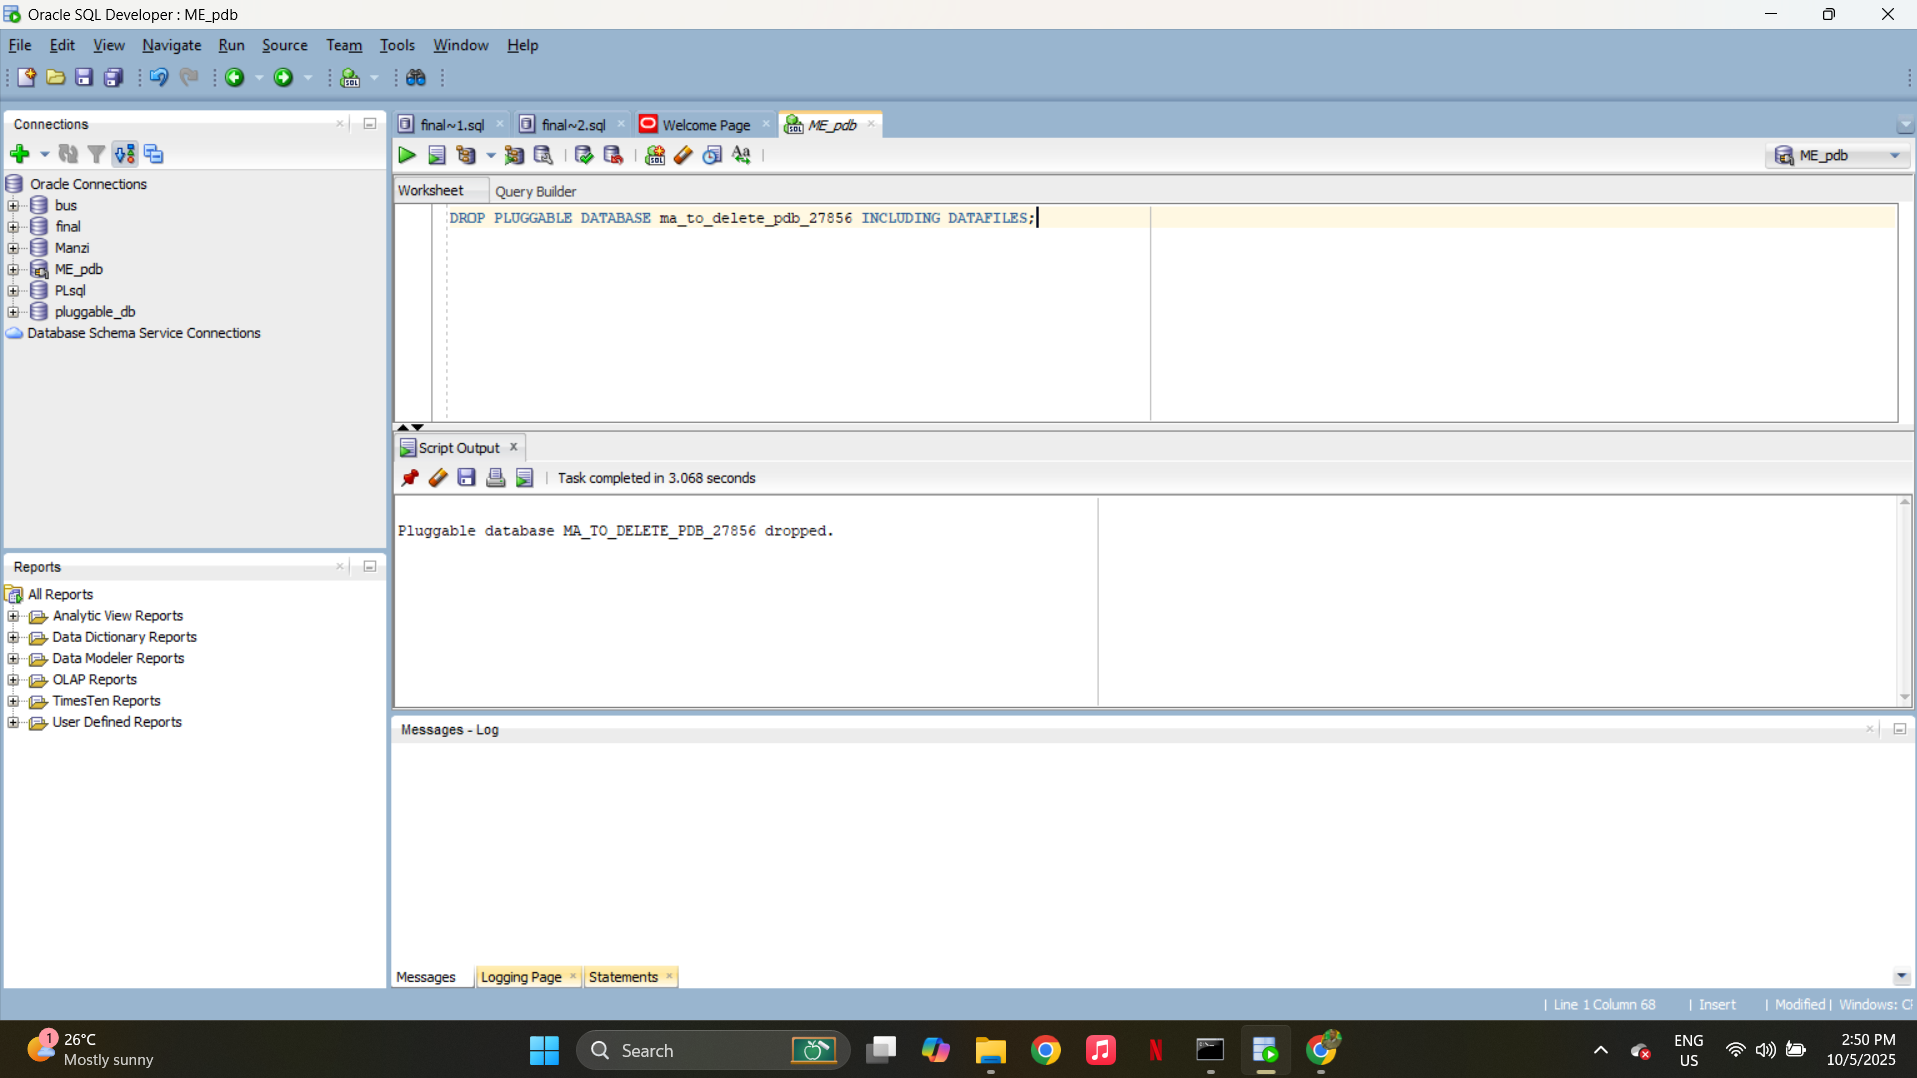 Oracle SQL Developer : ME_pdb
File Edit View Navigate Run Source Team Tools Window Help
Connections
final~1.sql final~2.sql Welcome Page ME_pdb
ME_pdb
Oracle Connections
bus
final
Manzi
ME_pdb
PLsql
pluggable_db
Database Schema Service Connections
Worksheet Query Builder
DROP PLUGGABLE DATABASE ma_to_delete_pdb_27856 INCLUDING DATAFILES;
Script Output
Task completed in 3.068 seconds
Pluggable database MA_TO_DELETE_PDB_27856 dropped.
Reports
All Reports
Analytic View Reports
Data Dictionary Reports
Data Modeler Reports
OLAP Reports
TimesTen Reports
User Defined Reports
Messages - Log
Messages Logging Page Statements
Line 1 Column 68 | Insert | Modified | Windows: C
1
26°C
Mostly sunny
Search
ENG
US
2:50 PM
10/5/2025